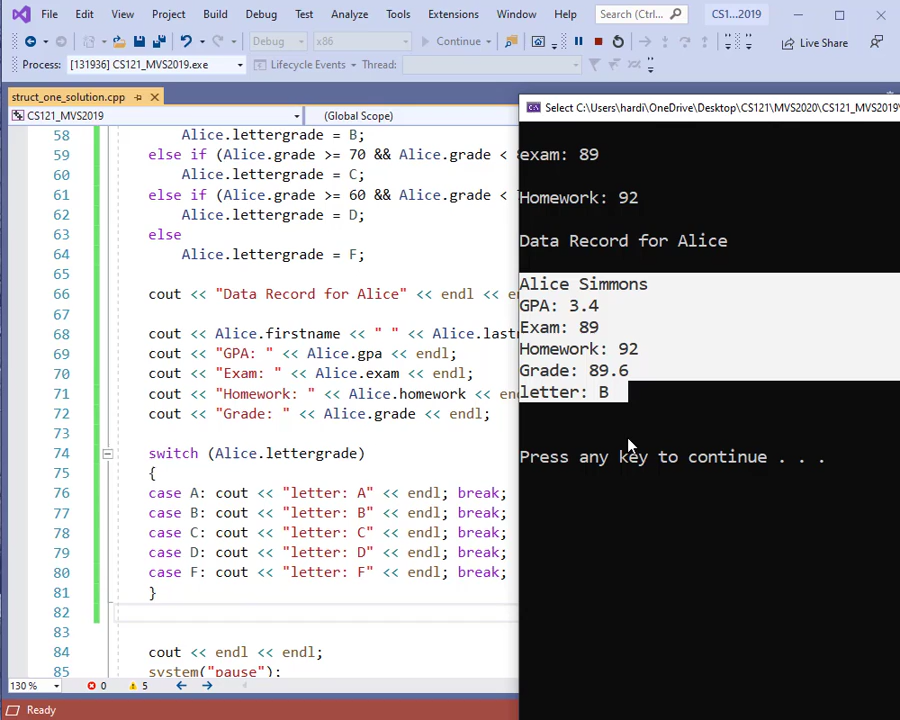 File Edit View Project Build Debug Test Analyze Tools Extensions Window Help Search (Ctrl... CS1...2019
Debug x86 Continue Live Share
Process: [131936] CS121_MVS2019.exe Lifecycle Events Thread:
struct_one_solution.cpp
CS121_MVS2019 (Global Scope)
58 Alice.lettergrade = B;
59 else if (Alice.grade >= 70 && Alice.grade <
60 Alice.lettergrade = C;
61 else if (Alice.grade >= 60 && Alice.grade <
62 Alice.lettergrade = D;
63 else
64 Alice.lettergrade = F;
65
66 cout << "Data Record for Alice" << endl <<
67
68 cout << Alice.firstname << " " << Alice.last
69 cout << "GPA: " << Alice.gpa << endl;
70 cout << "Exam: " << Alice.exam << endl;
71 cout << "Homework: " << Alice.homework << endl
72 cout << "Grade: " << Alice.grade << endl;
73
74 switch (Alice.lettergrade)
75 {
76 case A: cout << "letter: A" << endl; break;
77 case B: cout << "letter: B" << endl; break;
78 case C: cout << "letter: C" << endl; break;
79 case D: cout << "letter: D" << endl; break;
80 case F: cout << "letter: F" << endl; break;
81 }
82
83
84 cout << endl << endl;
85 system("pause");
130 % 0 5
Ready
Select C:\Users\hardi\OneDrive\Desktop\CS121\MVS2020\CS121_MVS2019\
exam: 89
Homework: 92
Data Record for Alice
Alice Simmons
GPA: 3.4
Exam: 89
Homework: 92
Grade: 89.6
letter: B
Press any key to continue . . .